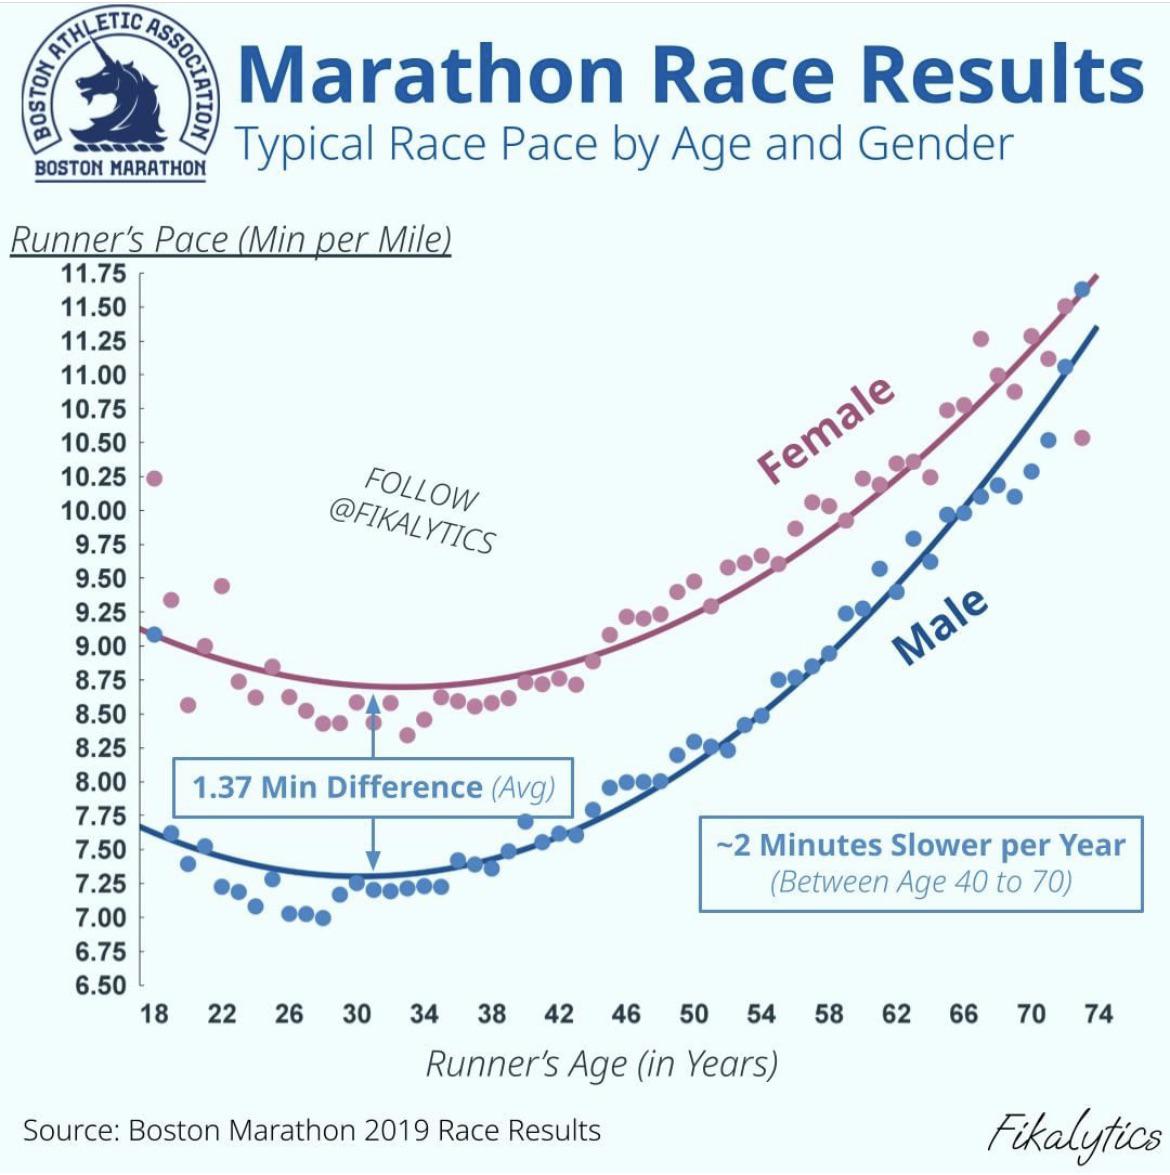 BOSTON ATHLETIC ASSOCIATION
BOSTON MARATHON
Marathon Race Results
Typical Race Pace by Age and Gender
Runner's Pace (Min per Mile)
11.75
11.50
11.25
11.00
10.75
10.50
10.25
10.00
9.75
9.50
9.25
9.00
8.75
8.50
8.25
8.00
7.75
7.50
7.25
7.00
6.75
6.50
Female
FOLLOW
@FIKALYTICS
Male
1.37 Min Difference (Avg)
~2 Minutes Slower per Year
(Between Age 40 to 70)
18 22 26 30 34 38 42 46 50 54 58 62 66 70 74
Runner's Age (in Years)
Source: Boston Marathon 2019 Race Results
Fikalytics